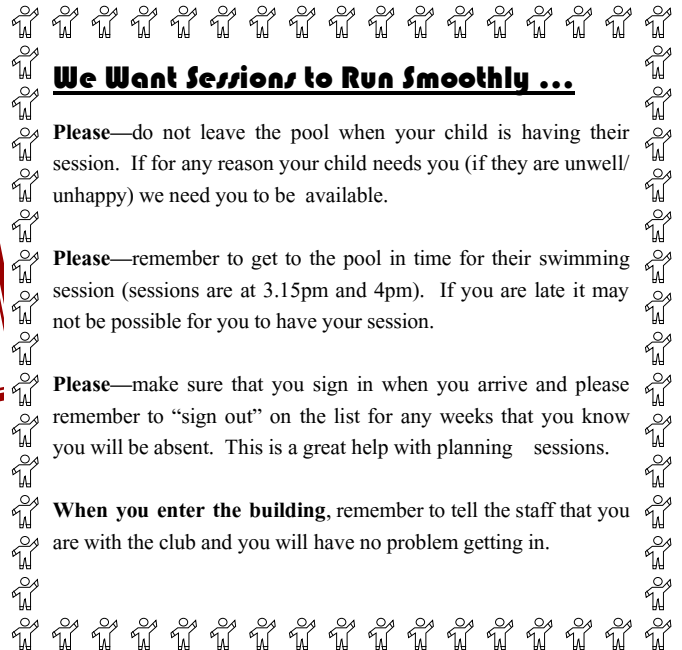 We Want Sessions to Run Smoothly ...
Please—do not leave the pool when your child is having their
session. If for any reason your child needs you (if they are unwell/
unhappy) we need you to be available.
Please—remember to get to the pool in time for their swimming
session (sessions are at 3.15pm and 4pm). If you are late it may
not be possible for you to have your session.
Please—make sure that you sign in when you arrive and please
remember to “sign out” on the list for any weeks that you know
you will be absent. This is a great help with planning sessions.
When you enter the building, remember to tell the staff that you
are with the club and you will have no problem getting in.